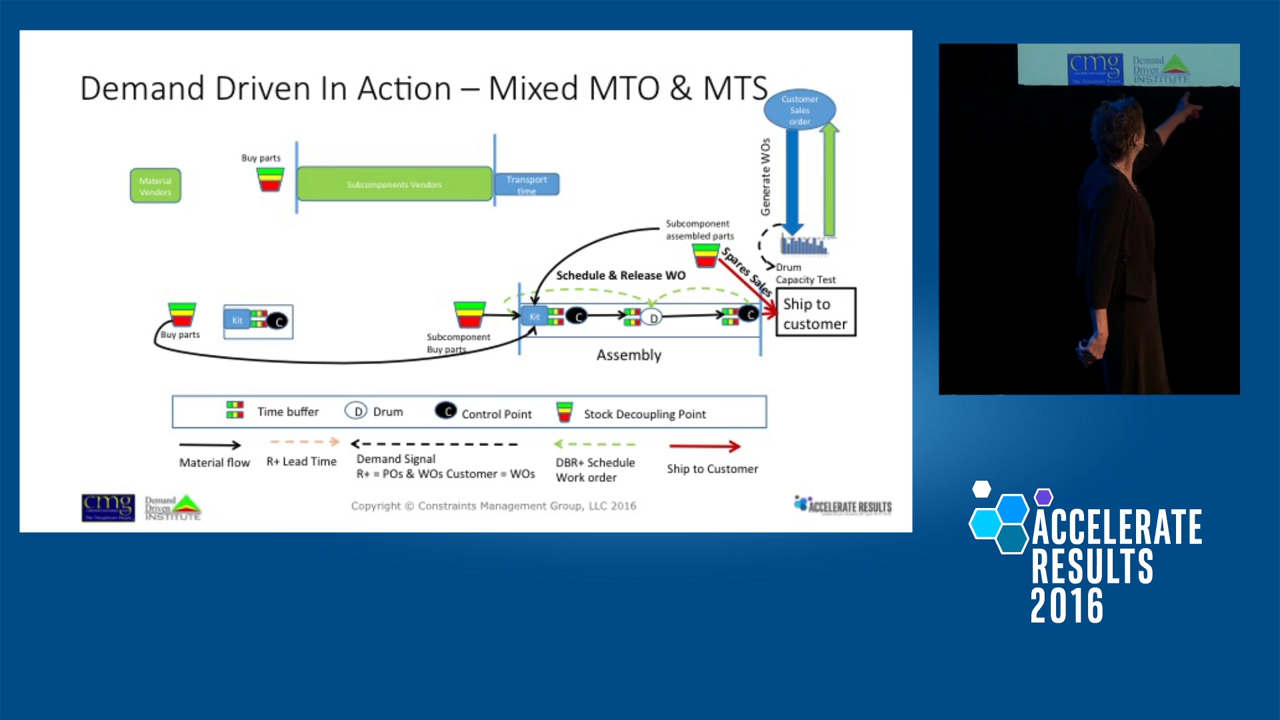 Demand Driven In Action – Mixed MTO & MTS
Customer
Sales
order
Buy parts
Material
Vendors
Subcomponents Vendors
Transport
time
Generate WOs
Subcomponent
assembled parts
Spares Sales
Schedule & Release WO
Drum
Capacity Test
Ship to
customer
Buy parts
Kit
C
Subcomponent
Buy parts
Kit
C
D
C
Assembly
Time buffer
D
Drum
C
Control Point
Stock Decoupling Point
Material flow
R+ Lead Time
Demand Signal
R+ = POs & WOs Customer = WOs
DBR+ Schedule
Work order
Ship to Customer
cmg
Demand
Driven
INSTITUTE
Copyright © Constraints Management Group, LLC 2016
ACCELERATE RESULTS
cmg
Demand
Driven
INSTITUTE
ACCELERATE
RESULTS
2016